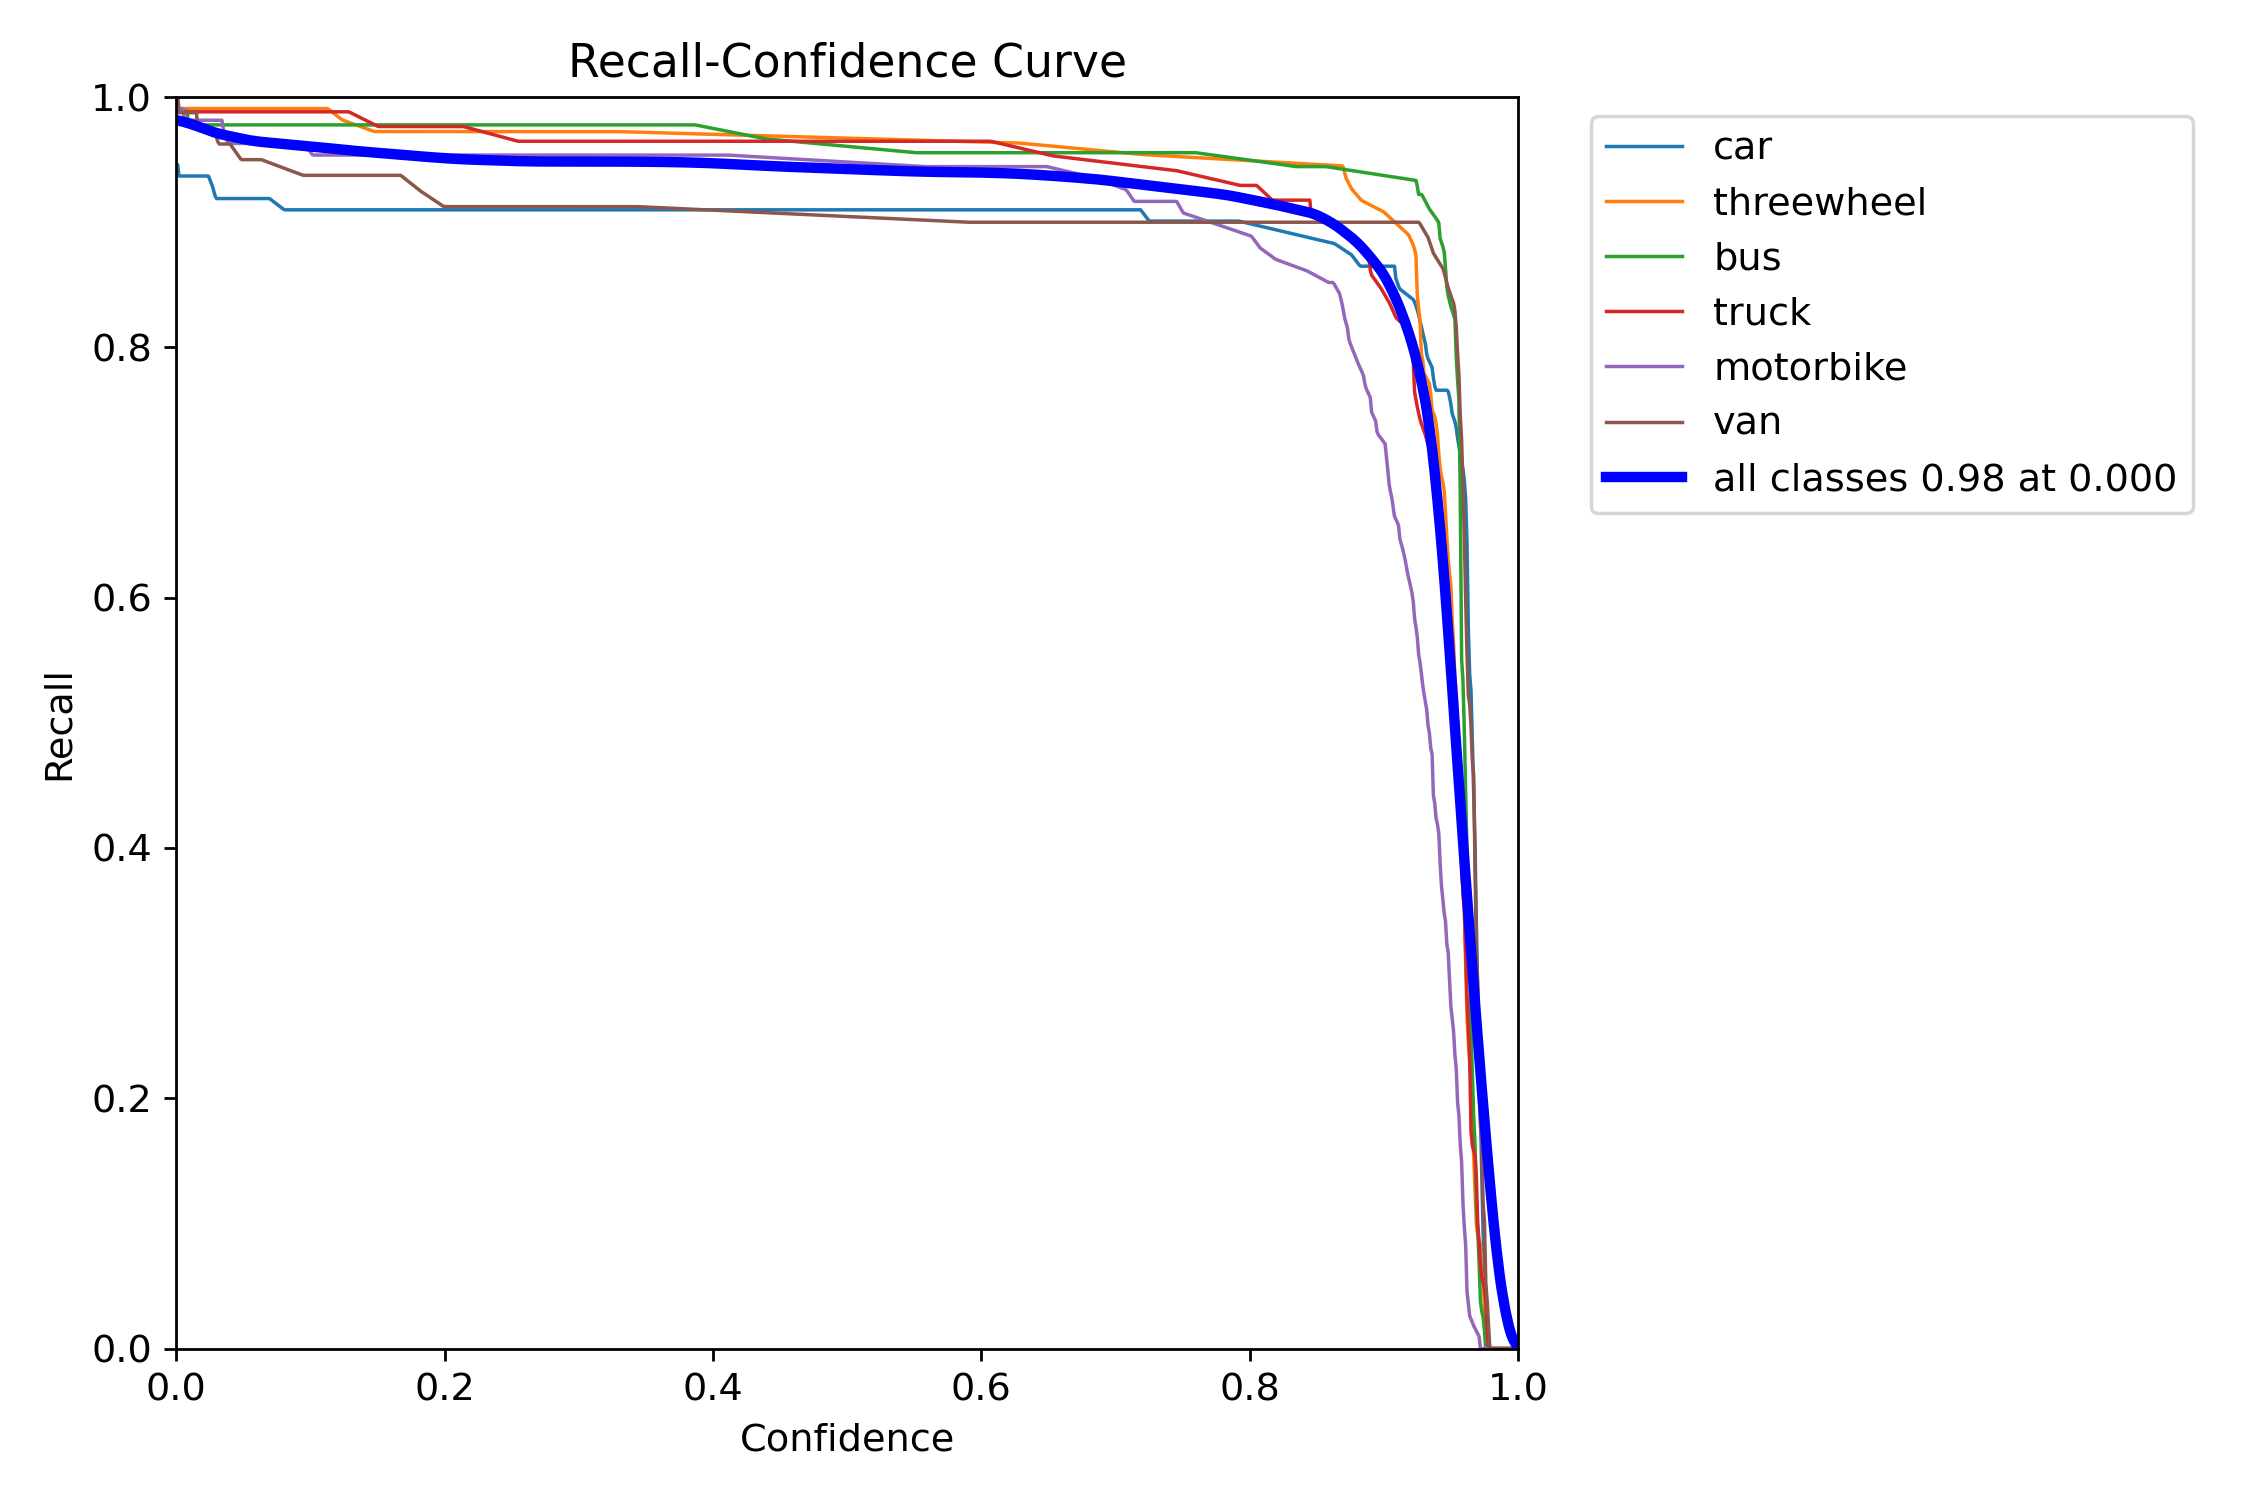 Recall-Confidence Curve
1.0
0.8
0.6
0.4
0.2
0.0
Recall
0.0 0.2 0.4 0.6 0.8 1.0
Confidence
car
threewheel
bus
truck
motorbike
van
all classes 0.98 at 0.000